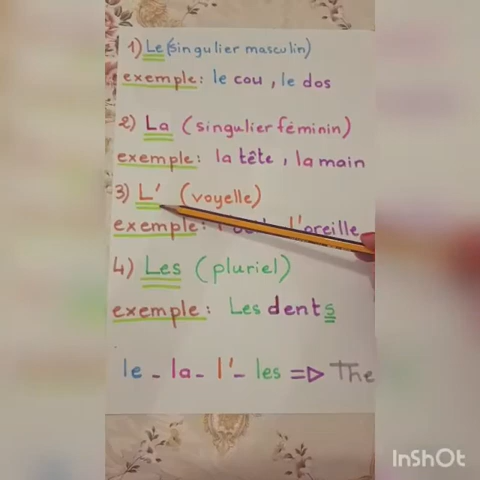 1) Le (singulier masculin)
exemple: le cou, le dos
2) La (singulier féminin)
exemple: la tête, la main
3) L' (voyelle)
exemple: l'oreille
4) Les (pluriel)
exemple: Les dents
le - la - l' - les => The
InShOt